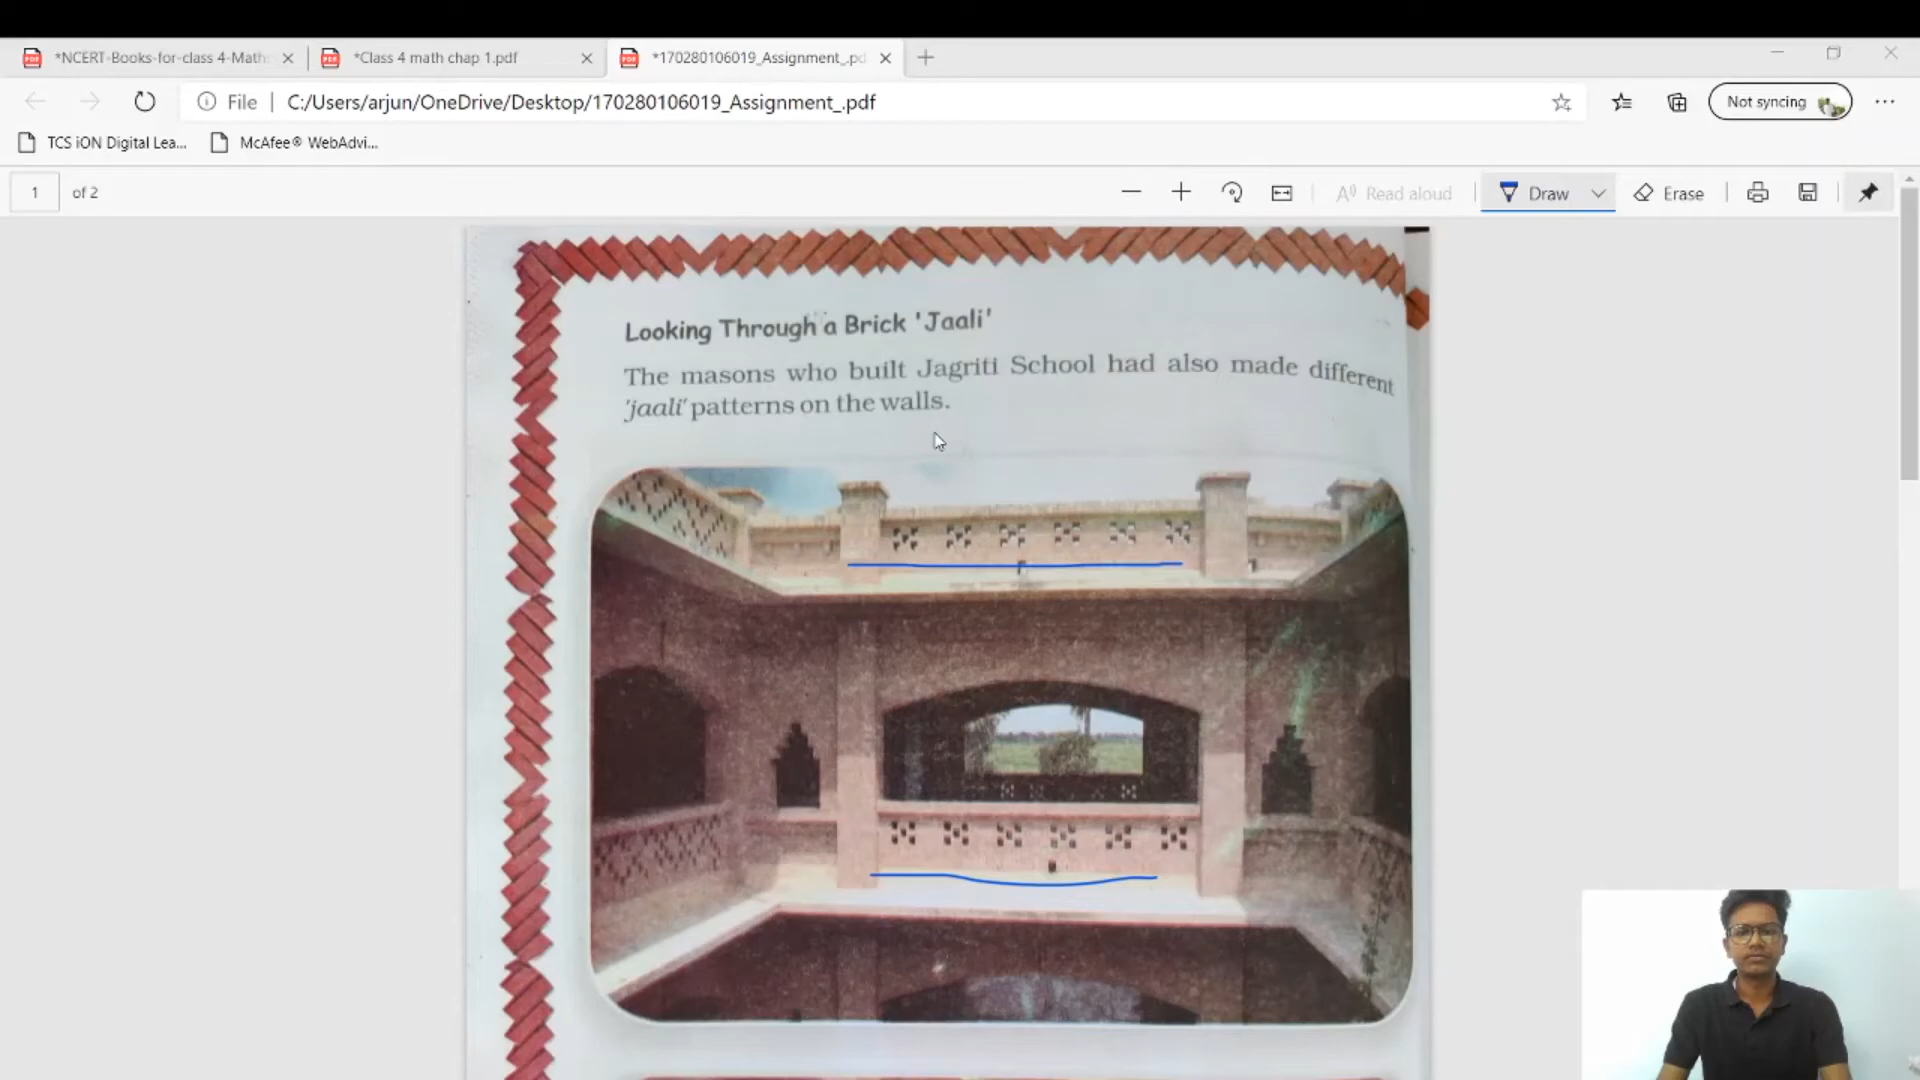 *NCERT-Books-for-class 4-Maths
*Class 4 math chap 1.pdf
*170280106019_Assignment_.pd
File
C:/Users/arjun/OneDrive/Desktop/170280106019_Assignment_.pdf
Not syncing
TCS iON Digital Lea...
McAfee® WebAdvi...
1 of 2
Read aloud
Draw
Erase
Looking Through a Brick 'Jaali'
The masons who built Jagriti School had also made different
'jaali' patterns on the walls.